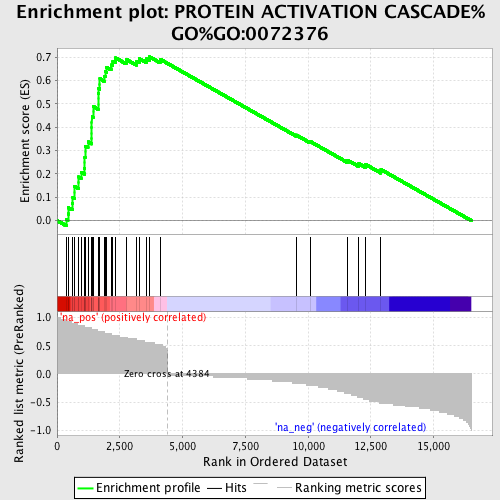 Enrichment plot: PROTEIN ACTIVATION CASCADE%
GO%GO:0072376
Enrichment score (ES)
0.7
0.6
0.5
0.4
0.3
0.2
0.1
0.0
Ranked list metric (PreRanked)
1.0
0.5
0.0
-0.5
-1.0
'na_pos' (positively correlated)
Zero cross at 4384
'na_neg' (negatively correlated)
0
2,500
5,000
7,500
10,000
12,500
15,000
Rank in Ordered Dataset
Enrichment profile
Hits
Ranking metric scores